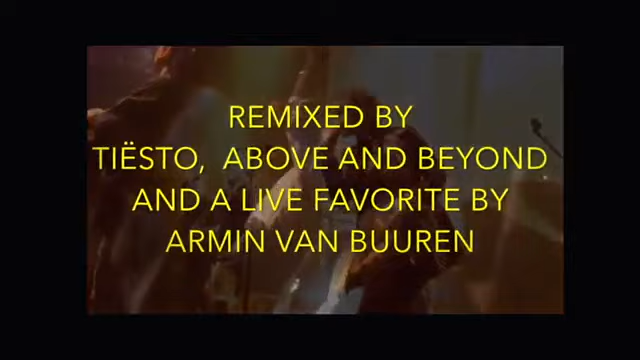 REMIXED BY
TIËSTO, ABOVE AND BEYOND
AND A LIVE FAVORITE BY
ARMIN VAN BUUREN